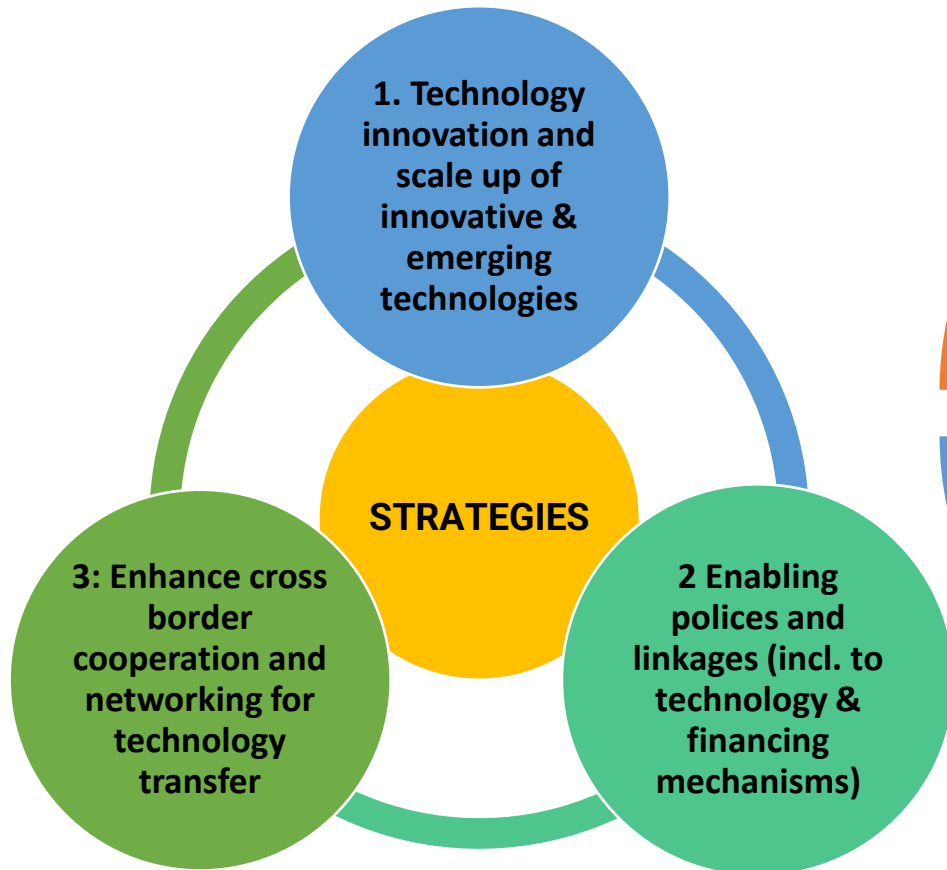 1. Technology
innovation and
scale up of
innovative &
emerging
technologies
STRATEGIES
3: Enhance cross
border
cooperation and
networking for
technology
transfer
2 Enabling
polices and
linkages (incl. to
technology &
financing
mechanisms)